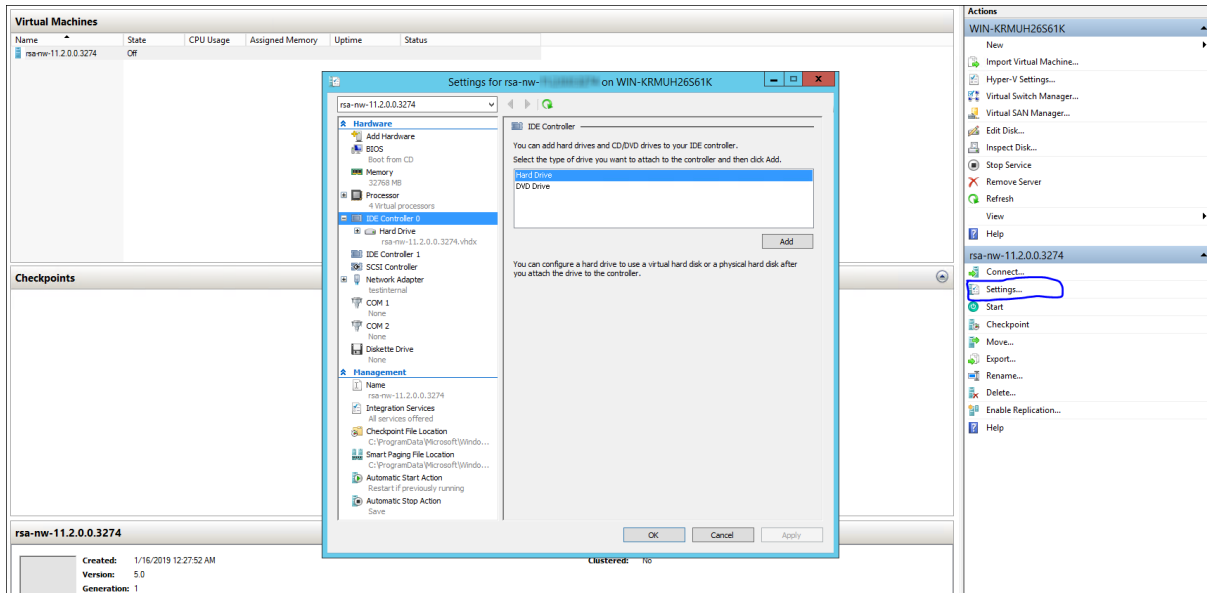 Virtual Machines
Name State CPU Usage Assigned Memory Uptime Status
rsa-nw-11.2.0.0.3274 Off
Checkpoints
rsa-nw-11.2.0.0.3274
Created: 1/16/2019 12:27:52 AM
Version: 5.0
Generation: 1
Clustered: No
Settings for rsa-nw- on WIN-KRMUH26S61K
rsa-nw-11.2.0.0.3274
Hardware
Add Hardware
BIOS
Boot from CD
Memory
32768 MB
Processor
4 Virtual processors
IDE Controller 0
Hard Drive
rsa-nw-11.2.0.0.3274.vhdx
IDE Controller 1
SCSI Controller
Network Adapter
testinternal
COM 1
None
COM 2
None
Diskette Drive
None
Management
Name
rsa-nw-11.2.0.0.3274
Integration Services
All services offered
Checkpoint File Location
C:\ProgramData\Microsoft\Windo...
Smart Paging File Location
C:\ProgramData\Microsoft\Windo...
Automatic Start Action
Restart if previously running
Automatic Stop Action
Save
IDE Controller
You can add hard drives and CD/DVD drives to your IDE controller.
Select the type of drive you want to attach to the controller and then click Add.
Hard Drive
DVD Drive
Add
You can configure a hard drive to use a virtual hard disk or a physical hard disk after
you attach the drive to the controller.
OK Cancel Apply
Actions
WIN-KRMUH26S61K
New
Import Virtual Machine...
Hyper-V Settings...
Virtual Switch Manager...
Virtual SAN Manager...
Edit Disk...
Inspect Disk...
Stop Service
Remove Server
Refresh
View
Help
rsa-nw-11.2.0.0.3274
Connect...
Settings...
Start
Checkpoint
Move...
Export...
Rename...
Delete...
Enable Replication...
Help